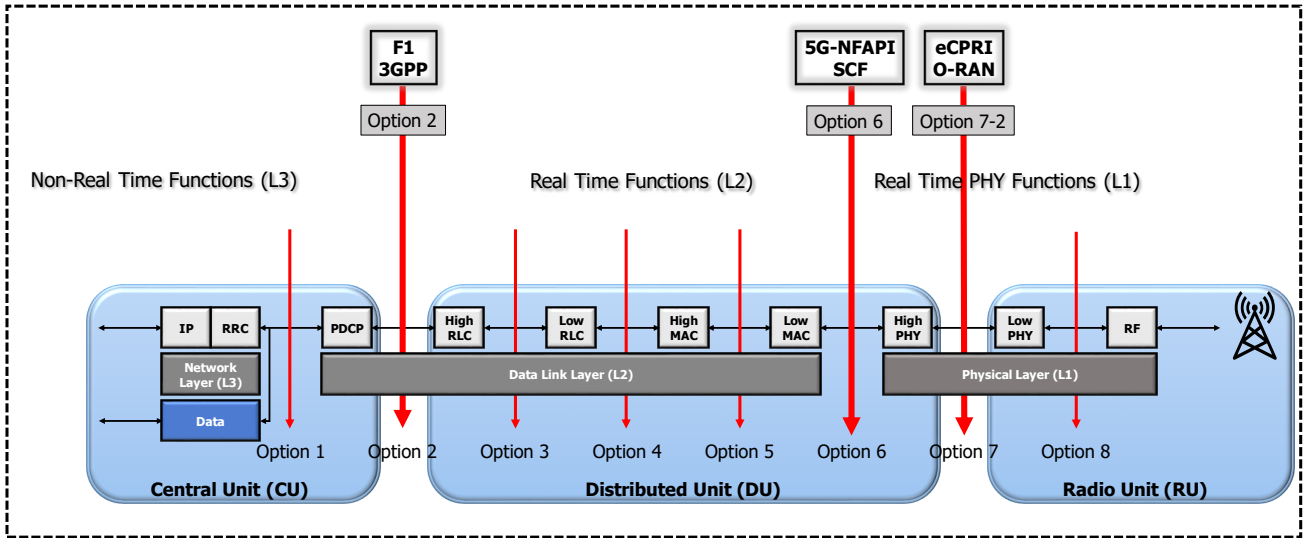 F1
3GPP
5G-NFAPI
SCF
eCPRI
O-RAN
Option 2
Option 6
Option 7-2
Non-Real Time Functions (L3)
Real Time Functions (L2)
Real Time PHY Functions (L1)
IP
RRC
PDCP
High
RLC
Low
RLC
High
MAC
Low
MAC
High
PHY
Low
PHY
RF
Network
Layer (L3)
Data Link Layer (L2)
Physical Layer (L1)
Data
Option 1
Option 2
Option 3
Option 4
Option 5
Option 6
Option 7
Option 8
Central Unit (CU)
Distributed Unit (DU)
Radio Unit (RU)